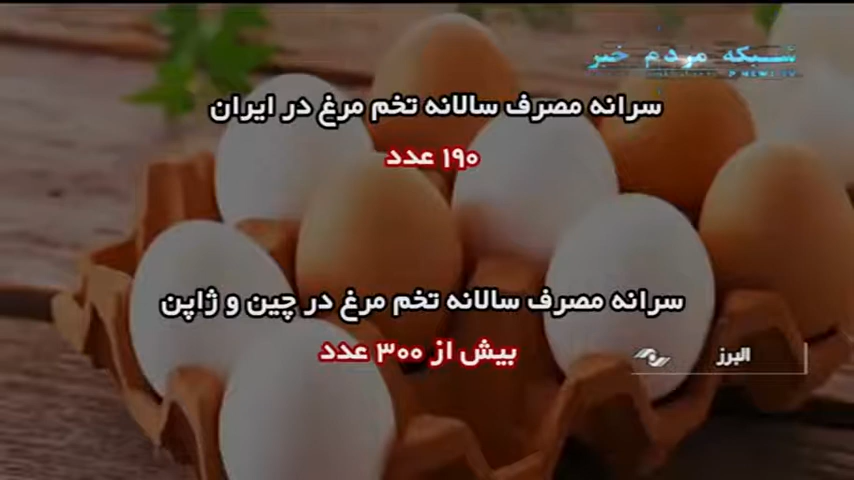 شبکه مردم خبر
سرانه مصرف سالانه تخم مرغ در ایران
۱۹۰ عدد
سرانه مصرف سالانه تخم مرغ در چین و ژاپن
بیش از ۳۰۰ عدد
البرز